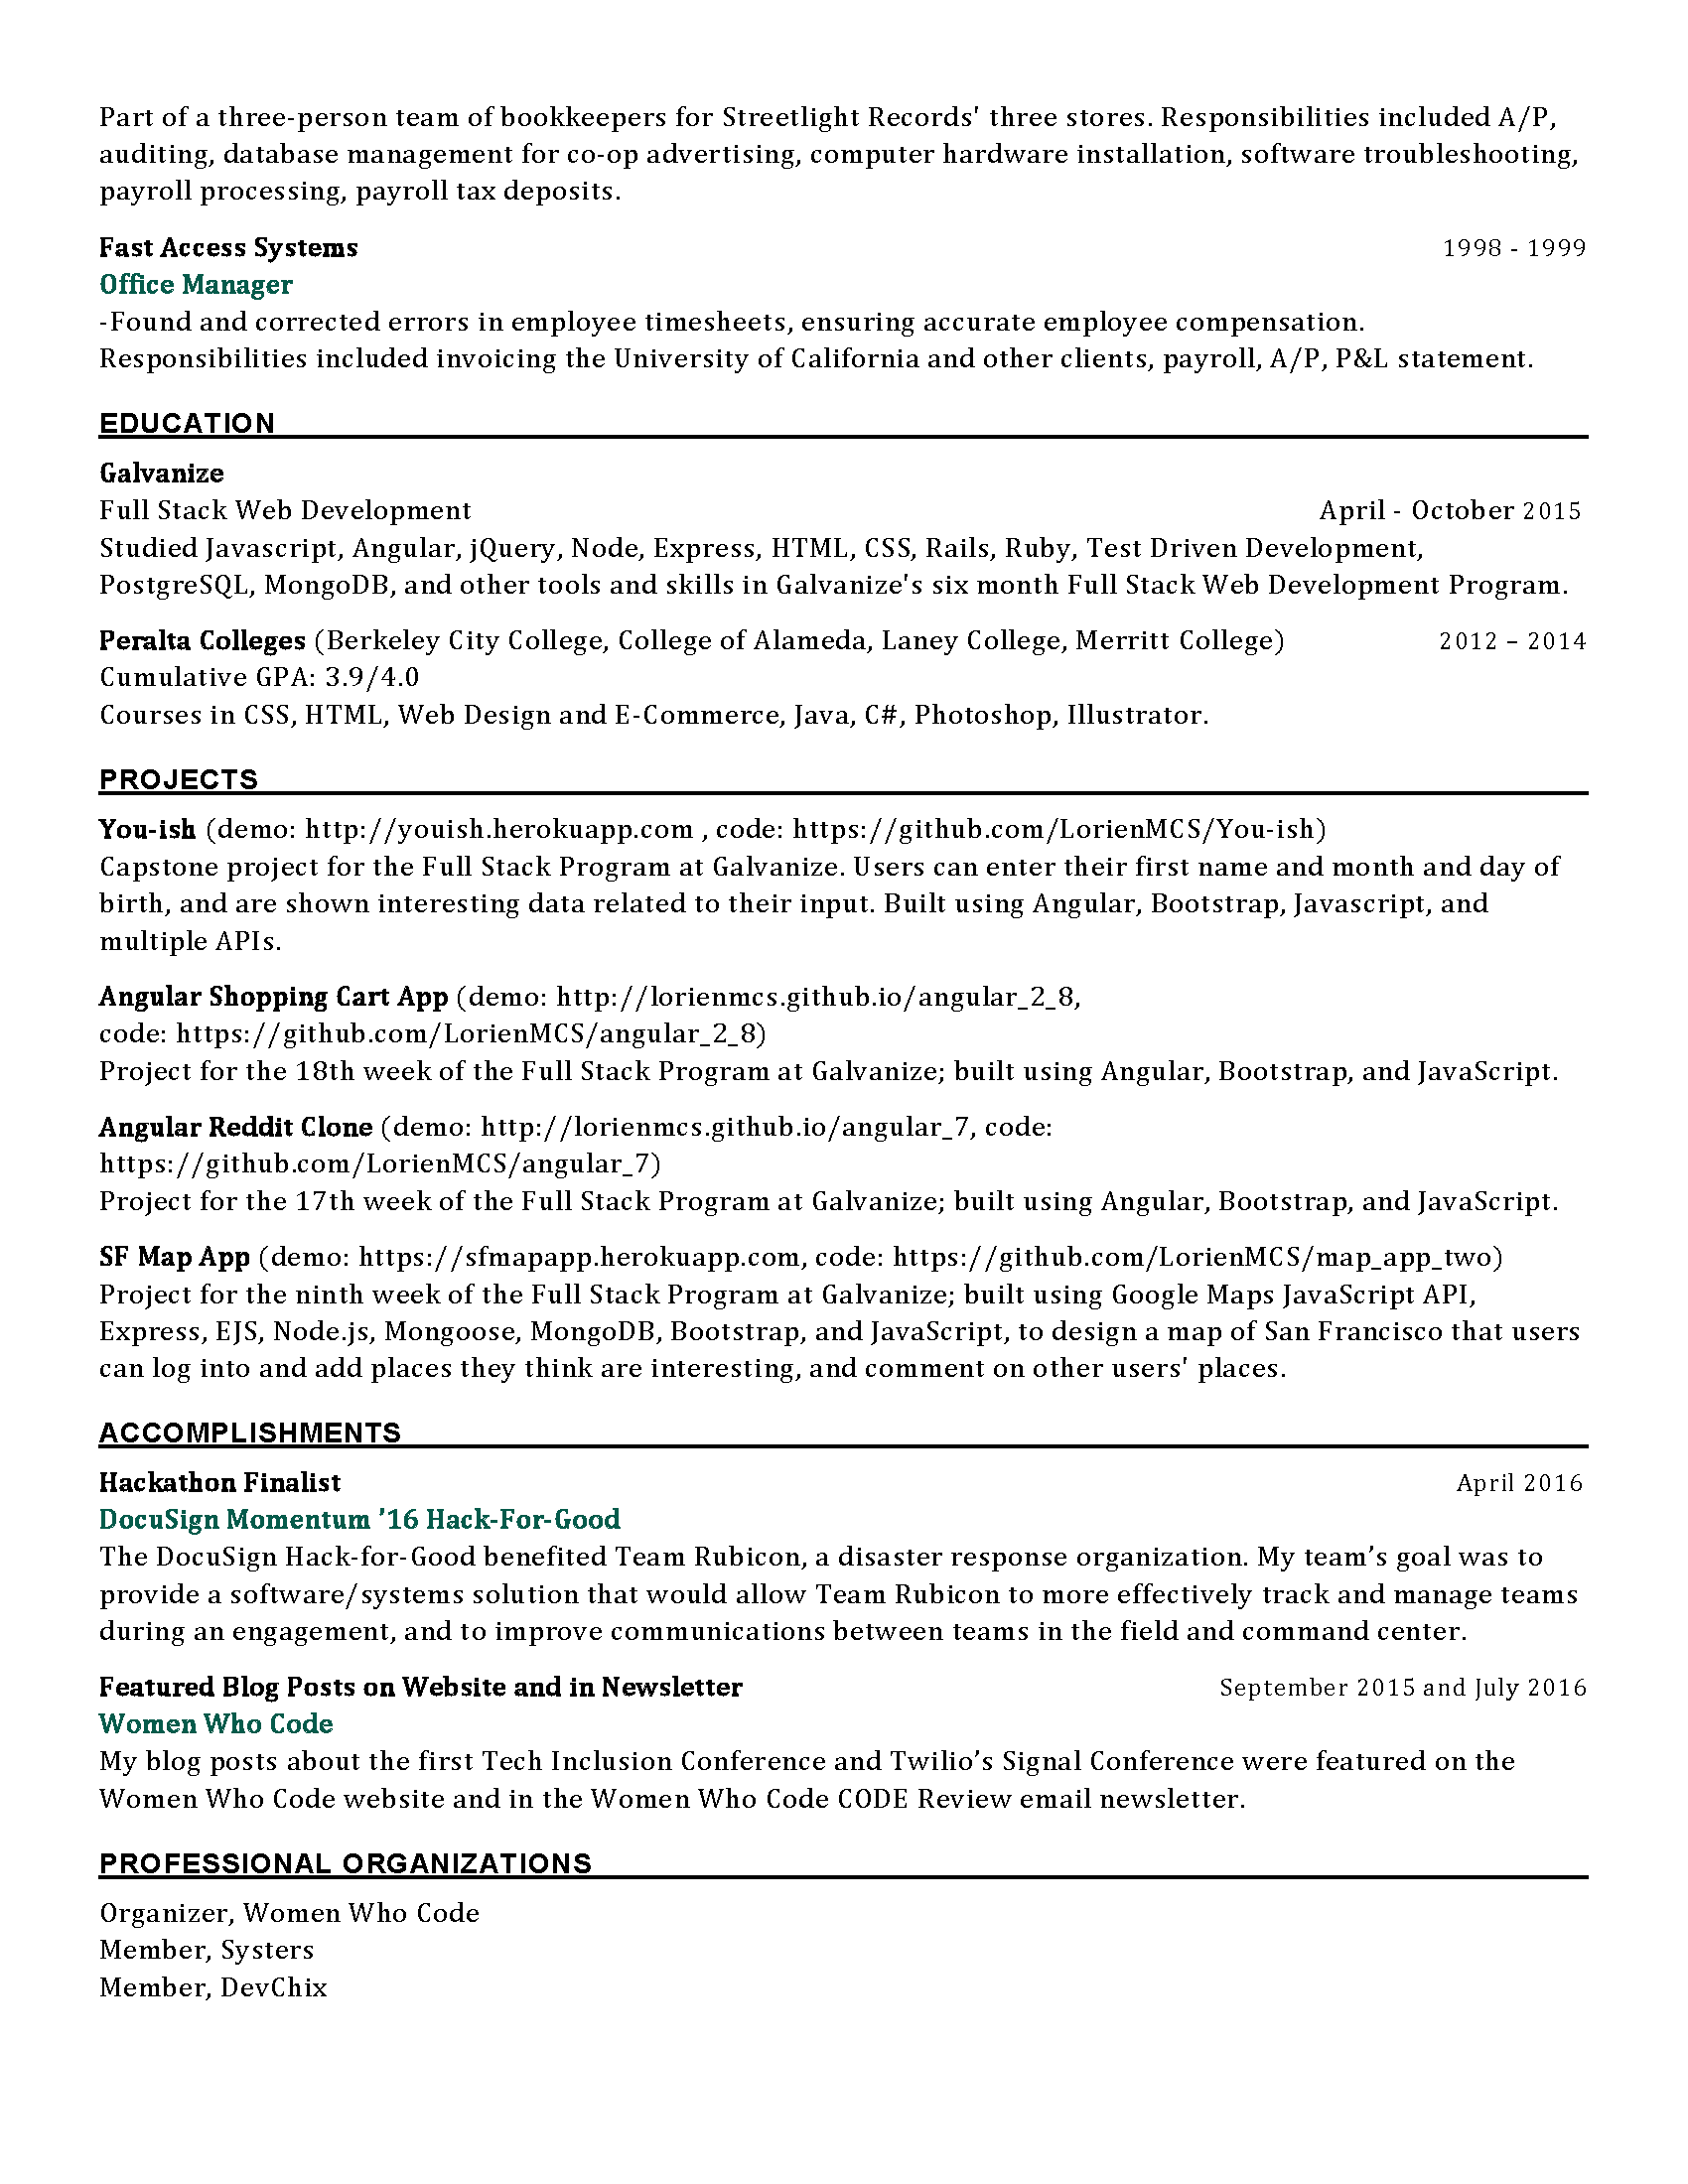 Part of a three-person team of bookkeepers for Streetlight Records' three stores. Responsibilities included A/P,
auditing, database management for co-op advertising, computer hardware installation, software troubleshooting,
payroll processing, payroll tax deposits.
Fast Access Systems 1998 - 1999
Office Manager
-Found and corrected errors in employee timesheets, ensuring accurate employee compensation.
Responsibilities included invoicing the University of California and other clients, payroll, A/P, P&L statement.
EDUCATION
Galvanize
Full Stack Web Development April - October 2015
Studied Javascript, Angular, jQuery, Node, Express, HTML, CSS, Rails, Ruby, Test Driven Development,
PostgreSQL, MongoDB, and other tools and skills in Galvanize's six month Full Stack Web Development Program.
Peralta Colleges (Berkeley City College, College of Alameda, Laney College, Merritt College) 2012 – 2014
Cumulative GPA: 3.9/4.0
Courses in CSS, HTML, Web Design and E-Commerce, Java, C#, Photoshop, Illustrator.
PROJECTS
You-ish (demo: http://youish.herokuapp.com , code: https://github.com/LorienMCS/You-ish)
Capstone project for the Full Stack Program at Galvanize. Users can enter their first name and month and day of
birth, and are shown interesting data related to their input. Built using Angular, Bootstrap, Javascript, and
multiple APIs.
Angular Shopping Cart App (demo: http://lorienmcs.github.io/angular_2_8,
code: https://github.com/LorienMCS/angular_2_8)
Project for the 18th week of the Full Stack Program at Galvanize; built using Angular, Bootstrap, and JavaScript.
Angular Reddit Clone (demo: http://lorienmcs.github.io/angular_7, code:
https://github.com/LorienMCS/angular_7)
Project for the 17th week of the Full Stack Program at Galvanize; built using Angular, Bootstrap, and JavaScript.
SF Map App (demo: https://sfmapapp.herokuapp.com, code: https://github.com/LorienMCS/map_app_two)
Project for the ninth week of the Full Stack Program at Galvanize; built using Google Maps JavaScript API,
Express, EJS, Node.js, Mongoose, MongoDB, Bootstrap, and JavaScript, to design a map of San Francisco that users
can log into and add places they think are interesting, and comment on other users' places.
ACCOMPLISHMENTS
Hackathon Finalist April 2016
DocuSign Momentum ’16 Hack-For-Good
The DocuSign Hack-for-Good benefited Team Rubicon, a disaster response organization. My team’s goal was to
provide a software/systems solution that would allow Team Rubicon to more effectively track and manage teams
during an engagement, and to improve communications between teams in the field and command center.
Featured Blog Posts on Website and in Newsletter September 2015 and July 2016
Women Who Code
My blog posts about the first Tech Inclusion Conference and Twilio’s Signal Conference were featured on the
Women Who Code website and in the Women Who Code CODE Review email newsletter.
PROFESSIONAL ORGANIZATIONS
Organizer, Women Who Code
Member, Systers
Member, DevChix